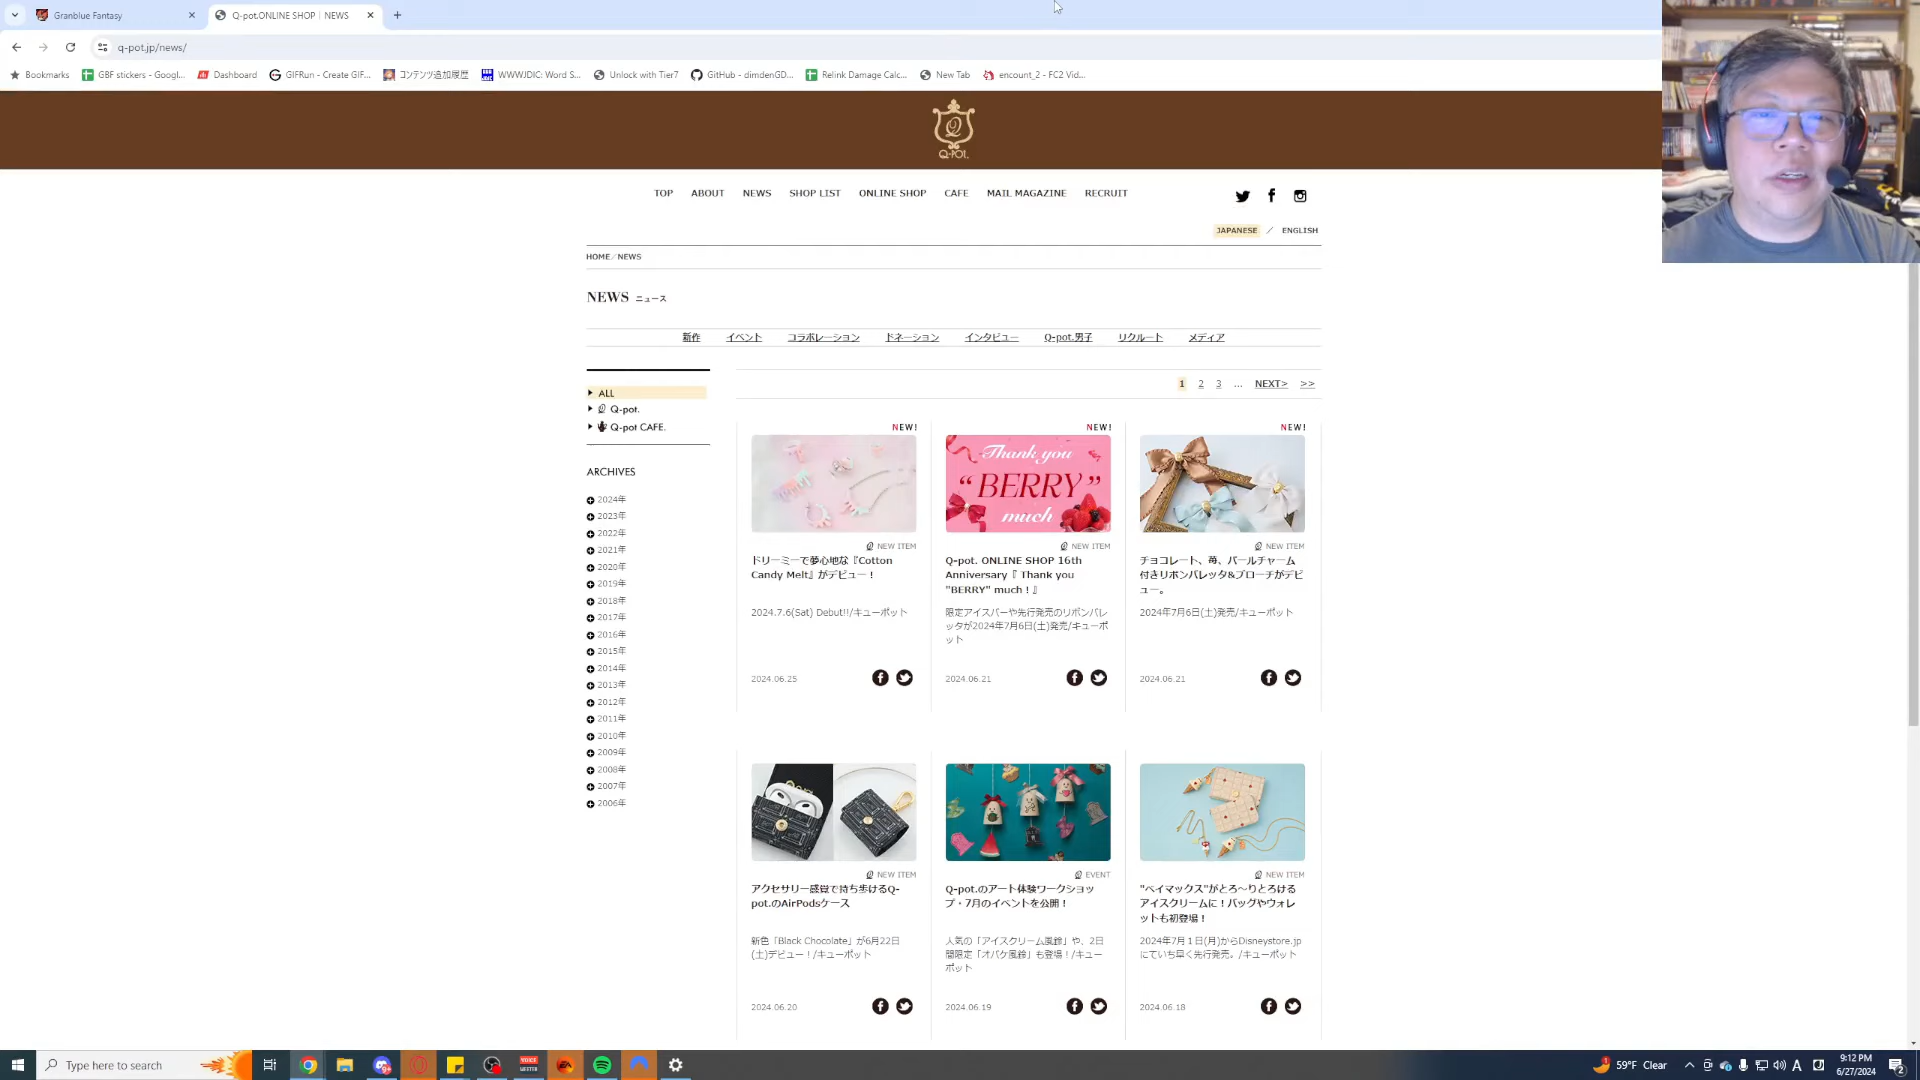 Granblue Fantasy
Q-pot.ONLINE SHOP | NEWS
q-pot.jp/news/
Bookmarks
GBF stickers - Googl...
Dashboard
GIFRun - Create GIF...
コンテンツ追加履歴
WWWJDIC: Word S...
Unlock with Tier7
GitHub - dimdenGD...
Relink Damage Calc...
New Tab
encount_2 - FC2 Vid...
Q-POT.
TOP
ABOUT
NEWS
SHOP LIST
ONLINE SHOP
CAFE
MAIL MAGAZINE
RECRUIT
JAPANESE / ENGLISH
HOME/NEWS
NEWS ニュース
新作
イベント
コラボレーション
ドネーション
インタビュー
Q-pot.男子
リクルート
メディア
ALL
Q-pot.
Q-pot CAFE.
ARCHIVES
2024年
2023年
2022年
2021年
2020年
2019年
2018年
2017年
2016年
2015年
2014年
2013年
2012年
2011年
2010年
2009年
2008年
2007年
2006年
1 2 3 ... NEXT> >>
NEW!
NEW ITEM
ドリーミーで夢心地な『Cotton
Candy Melt』がデビュー！
2024.7.6(Sat) Debut!!/キューポット
2024.06.25
NEW!
Thank you
"BERRY"
much
NEW ITEM
Q-pot. ONLINE SHOP 16th
Anniversary『 Thank you
"BERRY" much！』
限定アイスバーや先行発売のリボンバレ
ッタが2024年7月6日(土)発売/キューポ
ット
2024.06.21
NEW!
NEW ITEM
チョコレート、苺、パールチャーム
付きリボンバレッタ&ブローチがデビ
ュー。
2024年7月6日(土)発売/キューポット
2024.06.21
NEW ITEM
アクセサリー感覚で持ち歩けるQ-
pot.のAirPodsケース
新色「Black Chocolate」が6月22日
(土)デビュー！/キューポット
2024.06.20
EVENT
Q-pot.のアート体験ワークショッ
プ・7月のイベントを公開！
人気の「アイスクリーム風鈴」や、2日
間限定「オバケ風鈴」も登場！/キュー
ポット
2024.06.19
NEW ITEM
"ベイマックス"がとろ～りとろける
アイスクリームに！バッグやウォレ
ットも初登場！
2024年7月１日(月)からDisneystore.jp
にていち早く先行発売。/キューポット
2024.06.18
Type here to search
59°F Clear
A
9:12 PM
6/27/2024
2